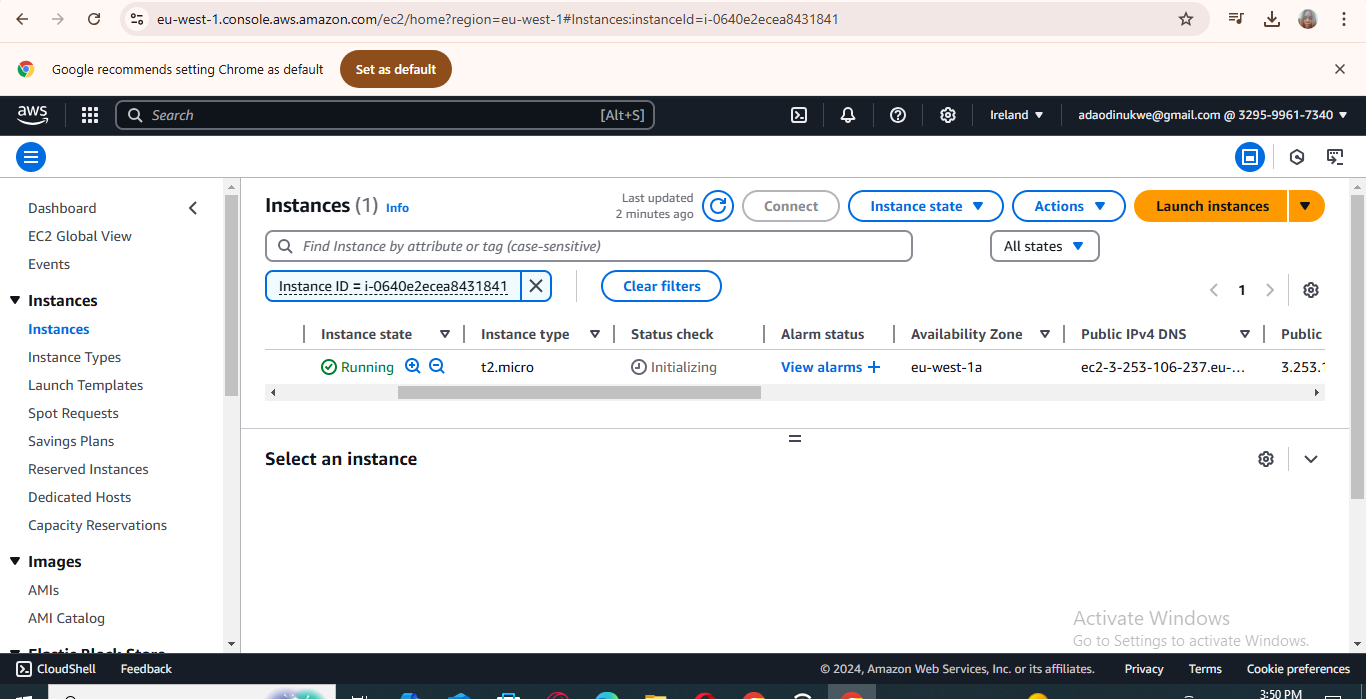 eu-west-1.console.aws.amazon.com/ec2/home?region=eu-west-1#Instances:instanceId=i-0640e2ecea8431841
Google recommends setting Chrome as default
Set as default
aws
Search
[Alt+S]
Ireland
adaodinukwe@gmail.com @ 3295-9961-7340
Dashboard
EC2 Global View
Events
Instances
Instances
Instance Types
Launch Templates
Spot Requests
Savings Plans
Reserved Instances
Dedicated Hosts
Capacity Reservations
Images
AMIs
AMI Catalog
Elastic Block Store
Instances (1) Info
Last updated
2 minutes ago
Connect
Instance state
Actions
Launch instances
Find Instance by attribute or tag (case-sensitive)
All states
Instance ID = i-0640e2ecea8431841
Clear filters
1
Instance state
Instance type
Status check
Alarm status
Availability Zone
Public IPv4 DNS
Public
Running
t2.micro
Initializing
View alarms +
eu-west-1a
ec2-3-253-106-237.eu-...
3.253.1
Select an instance
Activate Windows
Go to Settings to activate Windows.
CloudShell
Feedback
© 2024, Amazon Web Services, Inc. or its affiliates.
Privacy
Terms
Cookie preferences
3:50 PM